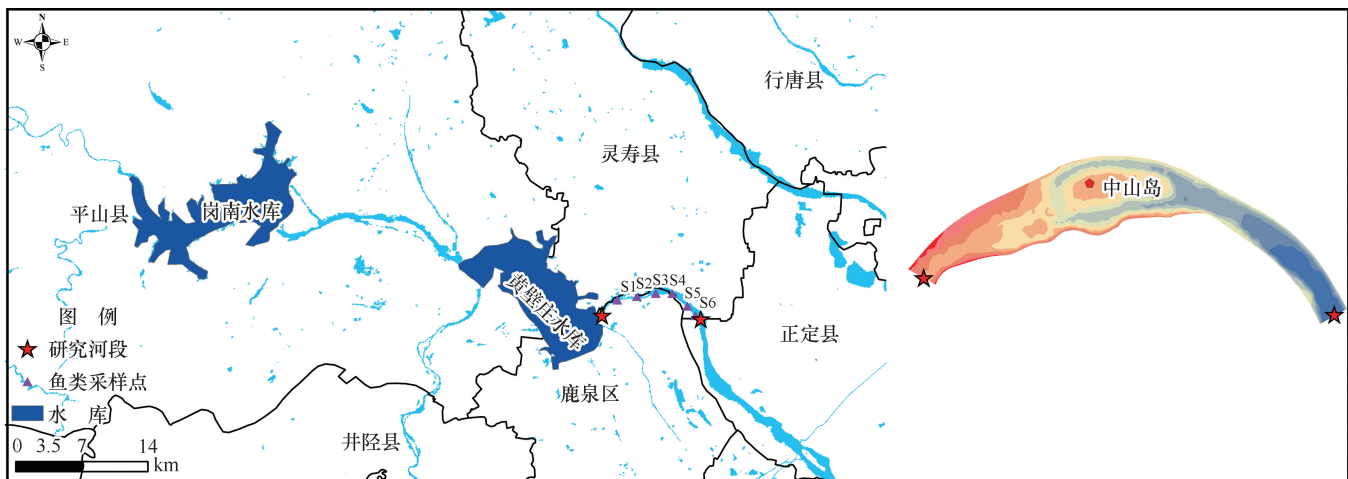 N
W
E
S
行唐县
灵寿县
平山县
岗南水库
黄壁庄水库
S1
S2
S3
S4
S5
S6
正定县
鹿泉区
井陉县
中山岛
图 例
研究河段
鱼类采样点
水 库
0 3.5 7 14
km